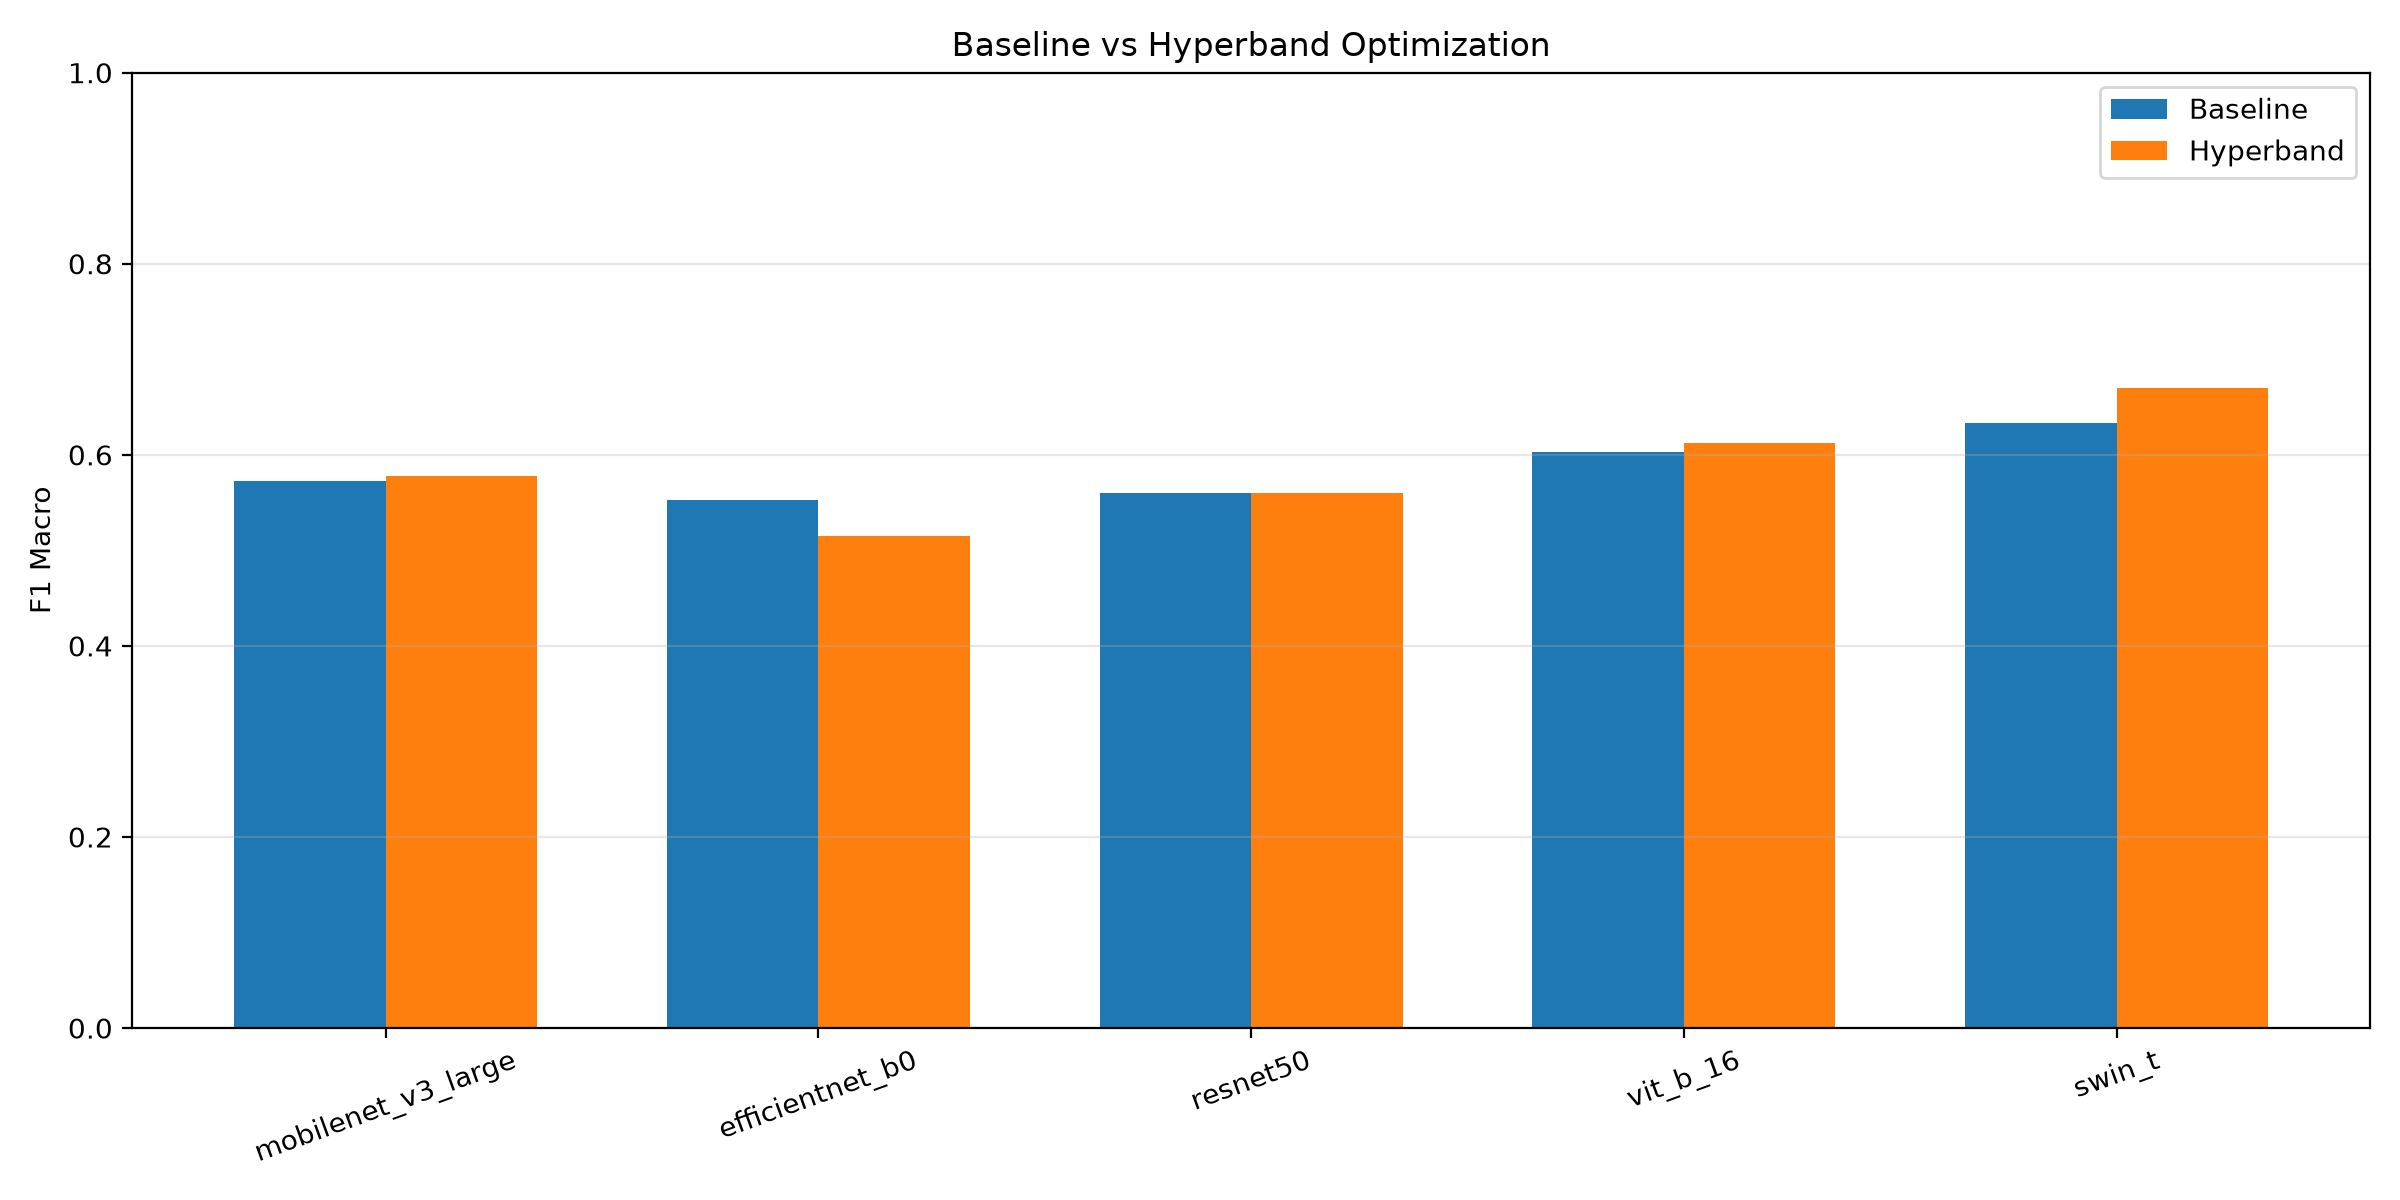 Baseline vs Hyperband Optimization
1.0
0.8
0.6
0.4
0.2
0.0
F1 Macro
Baseline
Hyperband
mobilenet_v3_large
efficientnet_b0
resnet50
vit_b_16
swin_t